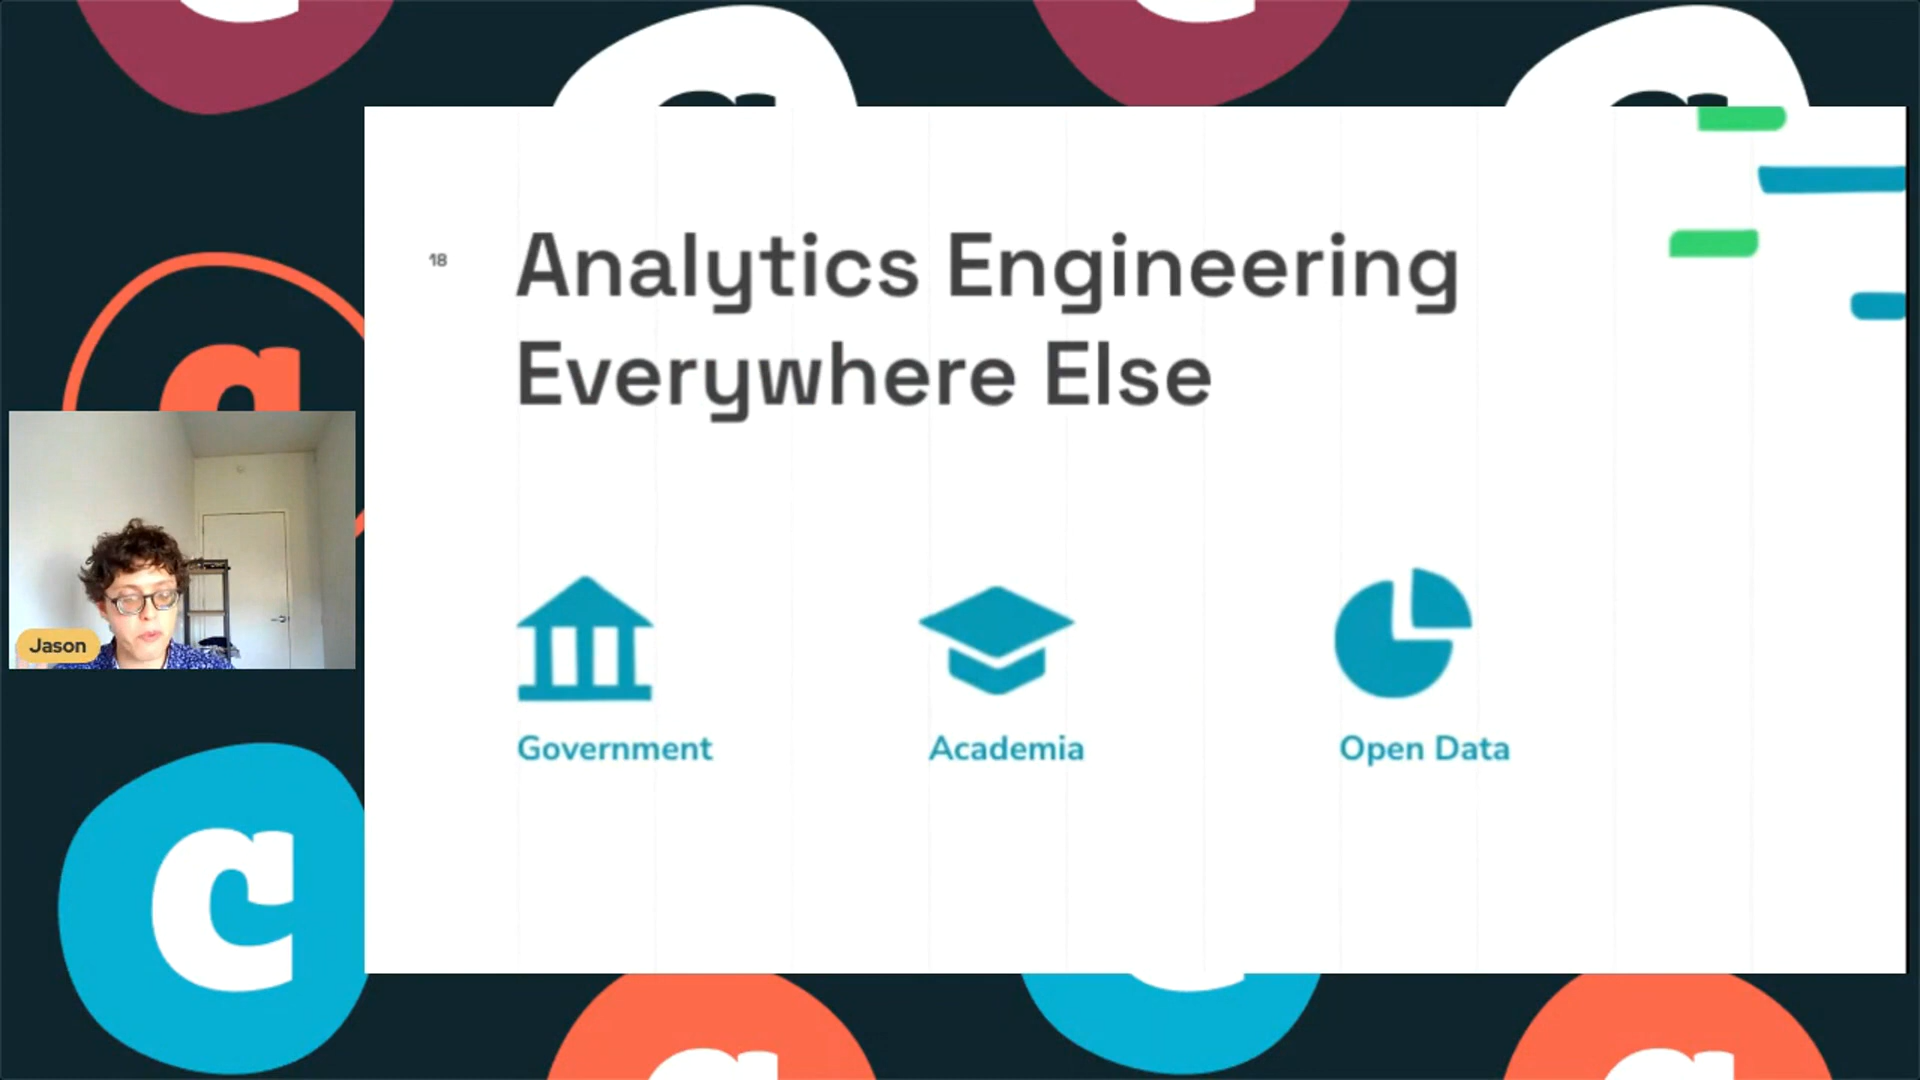 18
Analytics Engineering
Everywhere Else
Jason
Government
Academia
Open Data